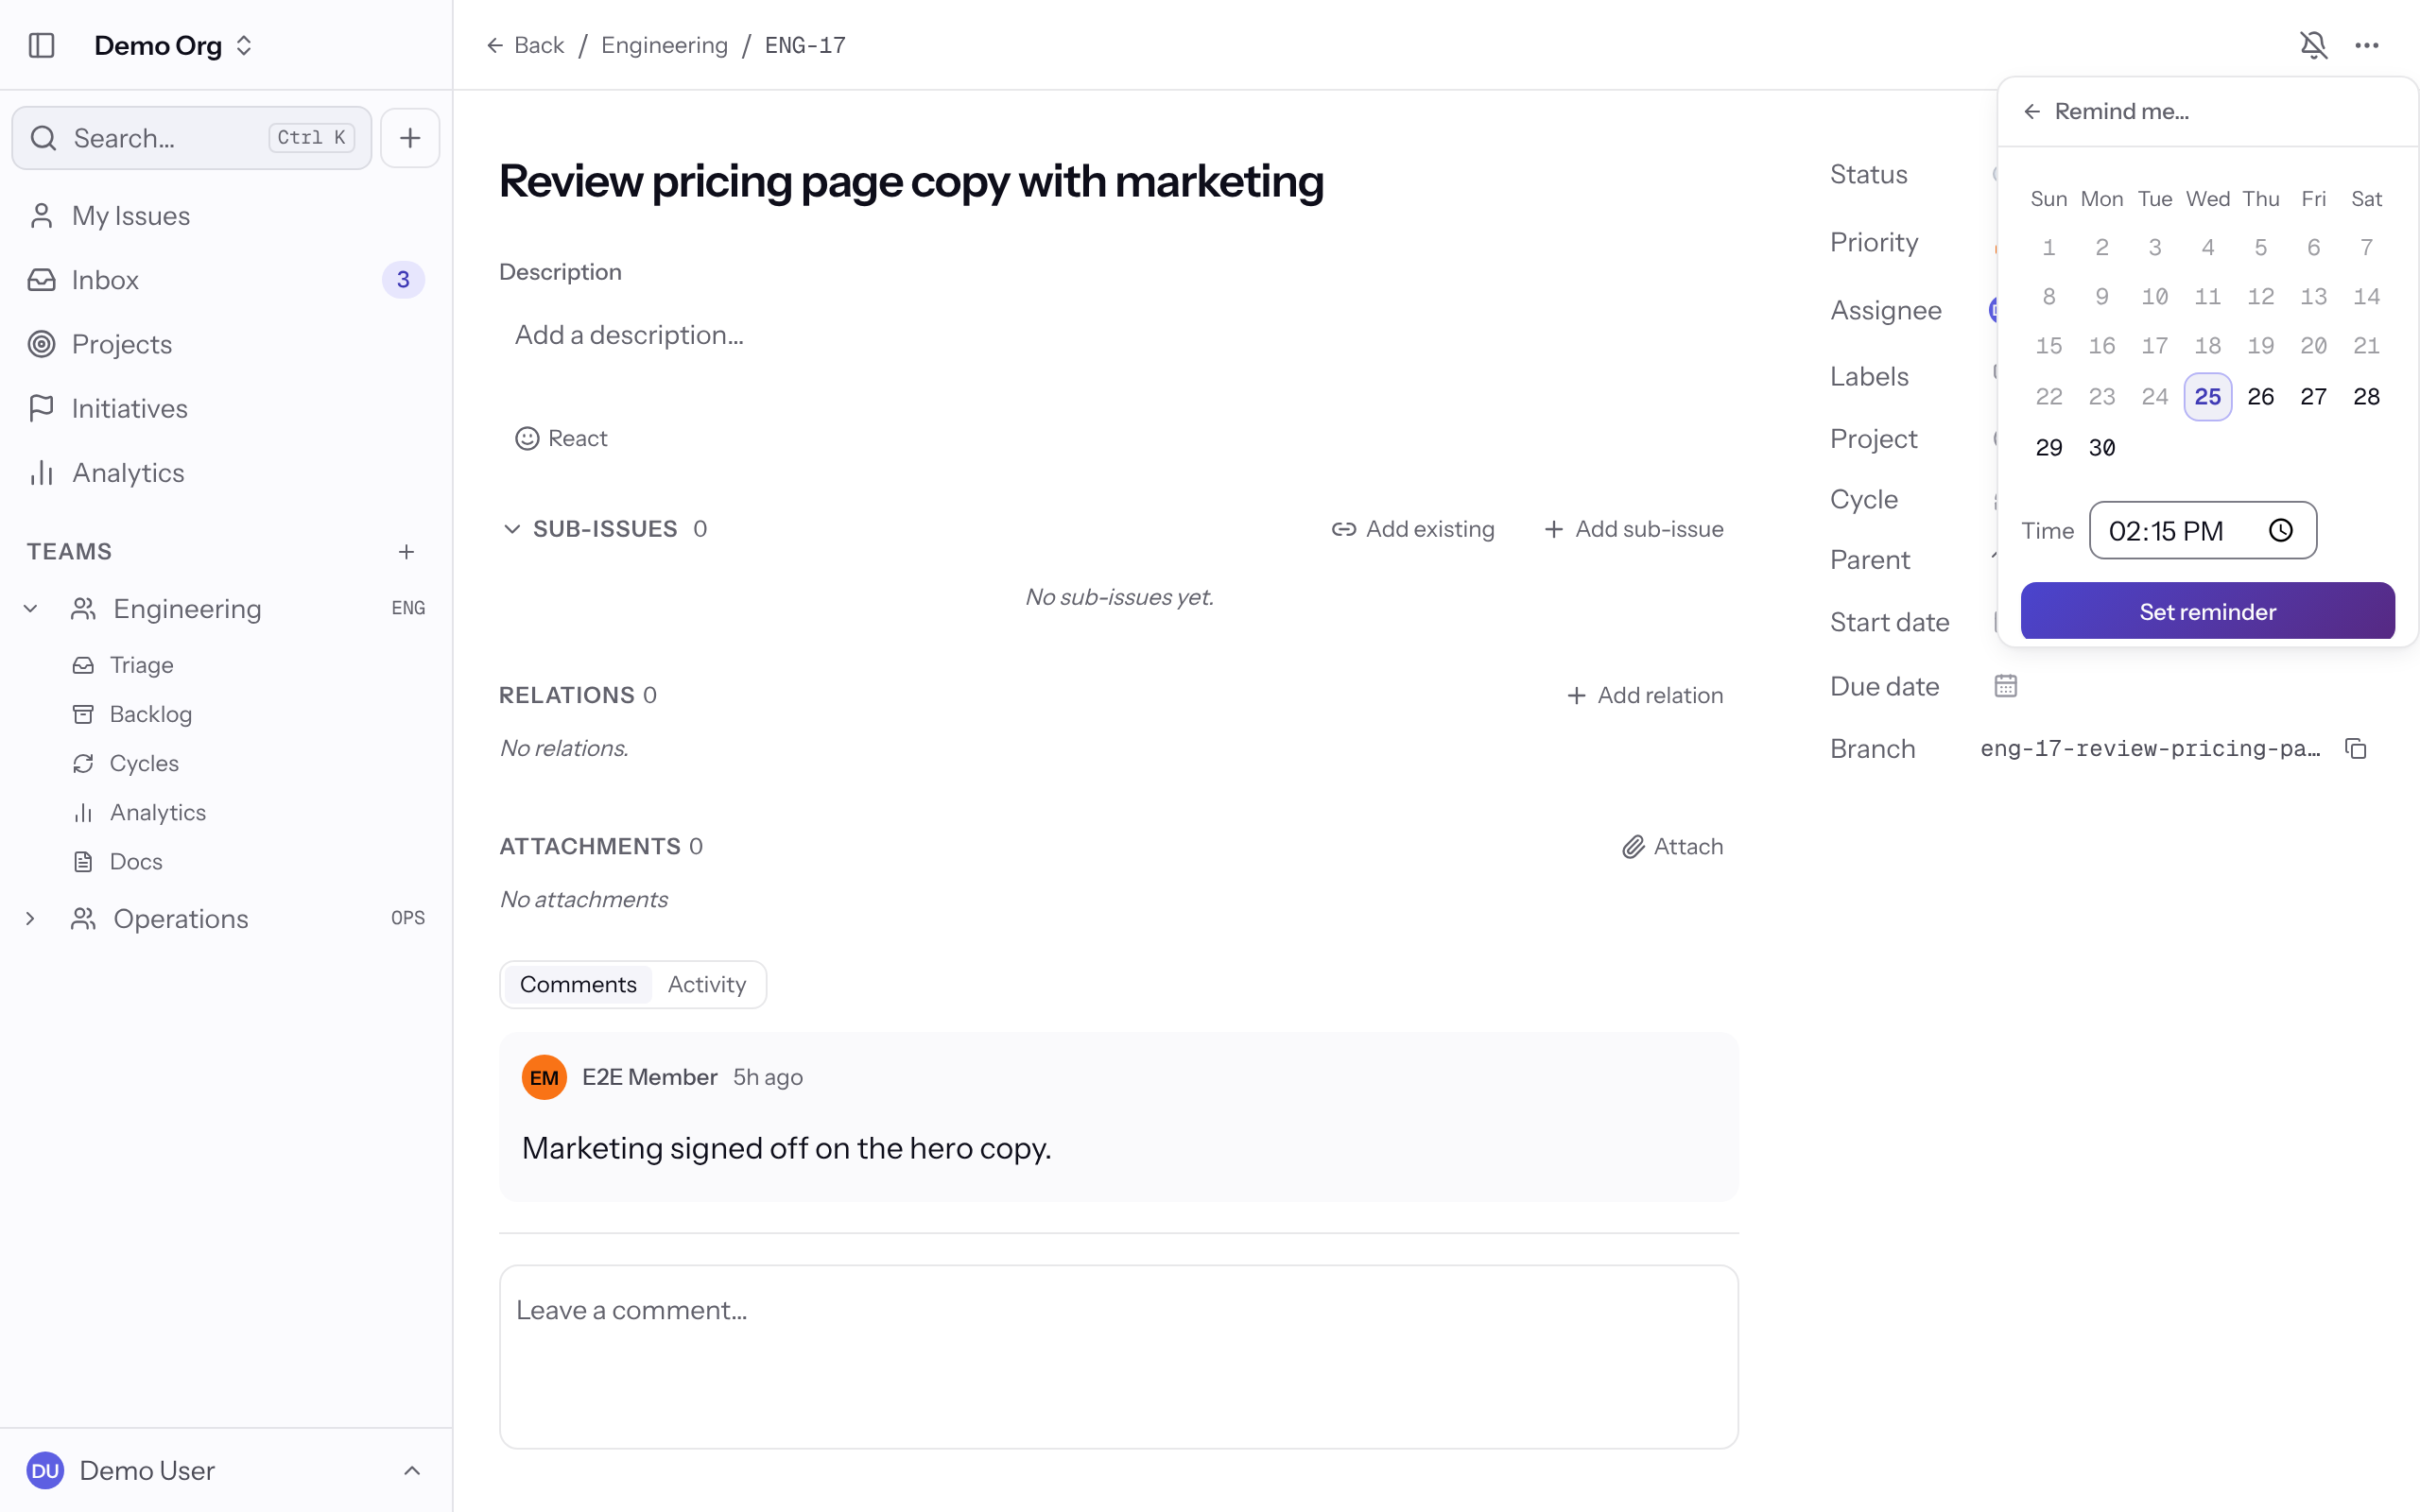 Demo Org
Search...
Ctrl K
My Issues
Inbox
3
Projects
Initiatives
Analytics
TEAMS
Engineering
ENG
Triage
Backlog
Cycles
Analytics
Docs
Operations
OPS
DU
Demo User
Back / Engineering / ENG-17
Review pricing page copy with marketing
Description
Add a description...
React
SUB-ISSUES 0
Add existing
Add sub-issue
No sub-issues yet.
RELATIONS 0
Add relation
No relations.
ATTACHMENTS 0
Attach
No attachments
Comments
Activity
EM
E2E Member 5h ago
Marketing signed off on the hero copy.
Leave a comment...
Status
Priority
Assignee
Labels
Project
Cycle
Parent
Start date
Due date
Branch
eng-17-review-pricing-pa…
Remind me...
Sun Mon Tue Wed Thu Fri Sat
1 2 3 4 5 6 7
8 9 10 11 12 13 14
15 16 17 18 19 20 21
22 23 24 25 26 27 28
29 30
Time
02:15 PM
Set reminder